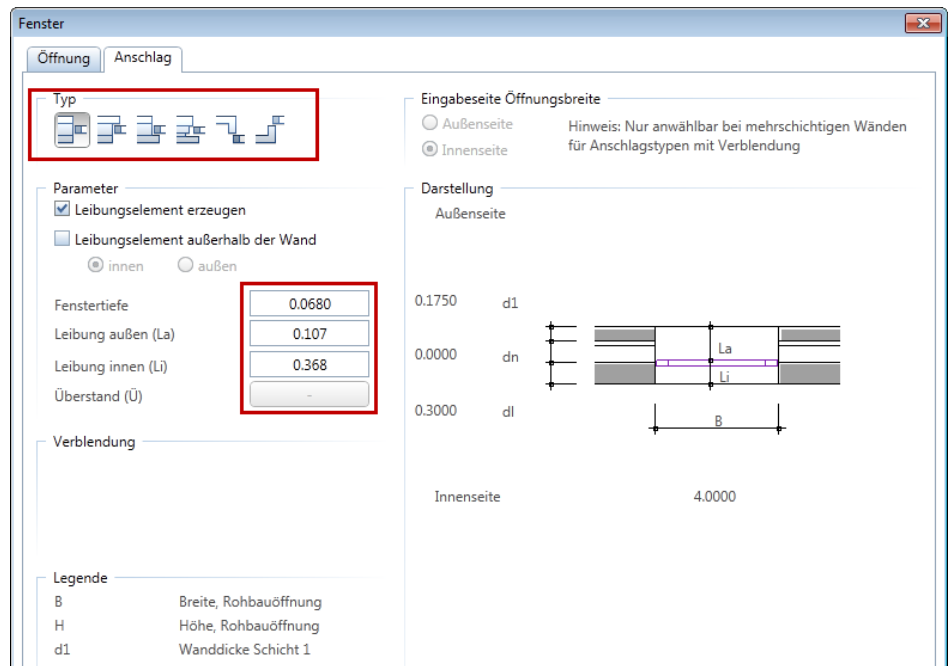 Fenster
Öffnung Anschlag
Typ
Eingabeseite Öffnungsbreite
Außenseite
Innenseite
Hinweis: Nur anwählbar bei mehrschichtigen Wänden
für Anschlagstypen mit Verblendung
Parameter
Leibungselement erzeugen
Leibungselement außerhalb der Wand
innen außen
Fenstertiefe 0.0680
Leibung außen (La) 0.107
Leibung innen (Li) 0.368
Überstand (Ü) -
Darstellung
Außenseite
0.1750 d1
La
0.0000 dn
Li
0.3000 dl
B
Innenseite 4.0000
Verblendung
Legende
B Breite, Rohbauöffnung
H Höhe, Rohbauöffnung
d1 Wanddicke Schicht 1